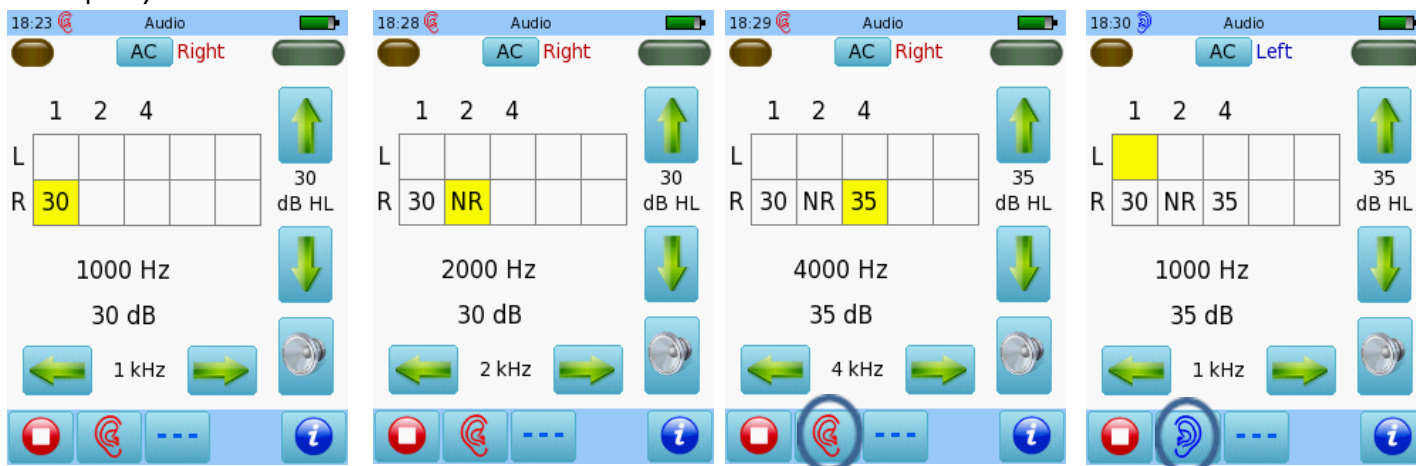 18:23 Audio
AC Right
1 2 4
L
30
dB HL
R 30
1000 Hz
30 dB
1 kHz
18:28 Audio
AC Right
1 2 4
L
30
dB HL
R 30 NR
2000 Hz
30 dB
2 kHz
18:29 Audio
AC Right
1 2 4
L
35
dB HL
R 30 NR 35
4000 Hz
35 dB
4 kHz
18:30 Audio
AC Left
1 2 4
L
35
dB HL
R 30 NR 35
1000 Hz
35 dB
1 kHz